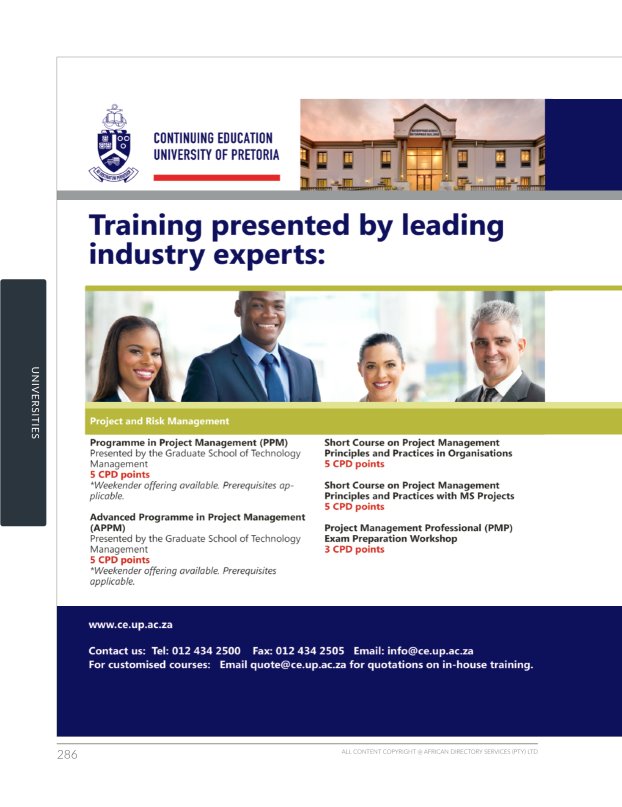 CONTINUING EDUCATION
UNIVERSITY OF PRETORIA
Training presented by leading
industry experts:
UNIVERSITIES
Project and Risk Management
Programme in Project Management (PPM)
Presented by the Graduate School of Technology
Management
5 CPD points
*Weekender offering available. Prerequisites ap-
plicable.
Advanced Programme in Project Management
(APPM)
Presented by the Graduate School of Technology
Management
5 CPD points
*Weekender offering available. Prerequisites
applicable.
Short Course on Project Management
Principles and Practices in Organisations
5 CPD points
Short Course on Project Management
Principles and Practices with MS Projects
5 CPD points
Project Management Professional (PMP)
Exam Preparation Workshop
3 CPD points
www.ce.up.ac.za
Contact us: Tel: 012 434 2500 Fax: 012 434 2505 Email: info@ce.up.ac.za
For customised courses: Email quote@ce.up.ac.za for quotations on in-house training.
286
ALL CONTENT COPYRIGHT @ AFRICAN DIRECTORY SERVICES (PTY) LTD